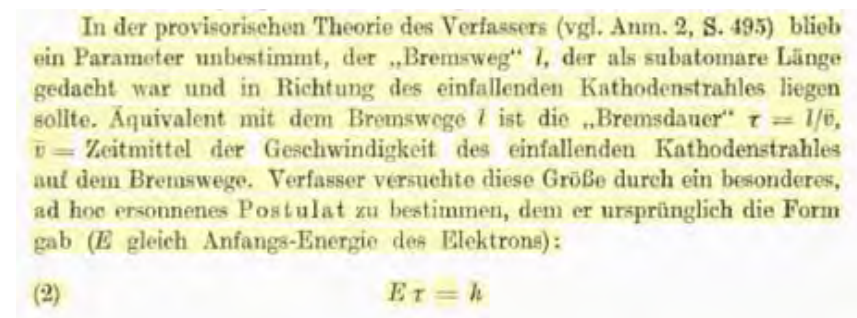 In der provisorischen Theorie des Verfassers (vgl. Anm. 2, S. 495) blieb
ein Parameter unbestimmt, der „Bremsweg“ l, der als subatomare Länge
gedacht war und in Richtung des einfallenden Kathodenstrahles liegen
sollte. Äquivalent mit dem Bremswege l ist die „Bremsdauer“ τ = l/v̄,
v̄ = Zeitmittel der Geschwindigkeit des einfallenden Kathodenstrahles
auf dem Bremswege. Verfasser versuchte diese Größe durch ein besonderes,
ad hoc ersonnenes Postulat zu bestimmen, dem er ursprünglich die Form
gab (E gleich Anfangs-Energie des Elektrons):
(2) E τ = h